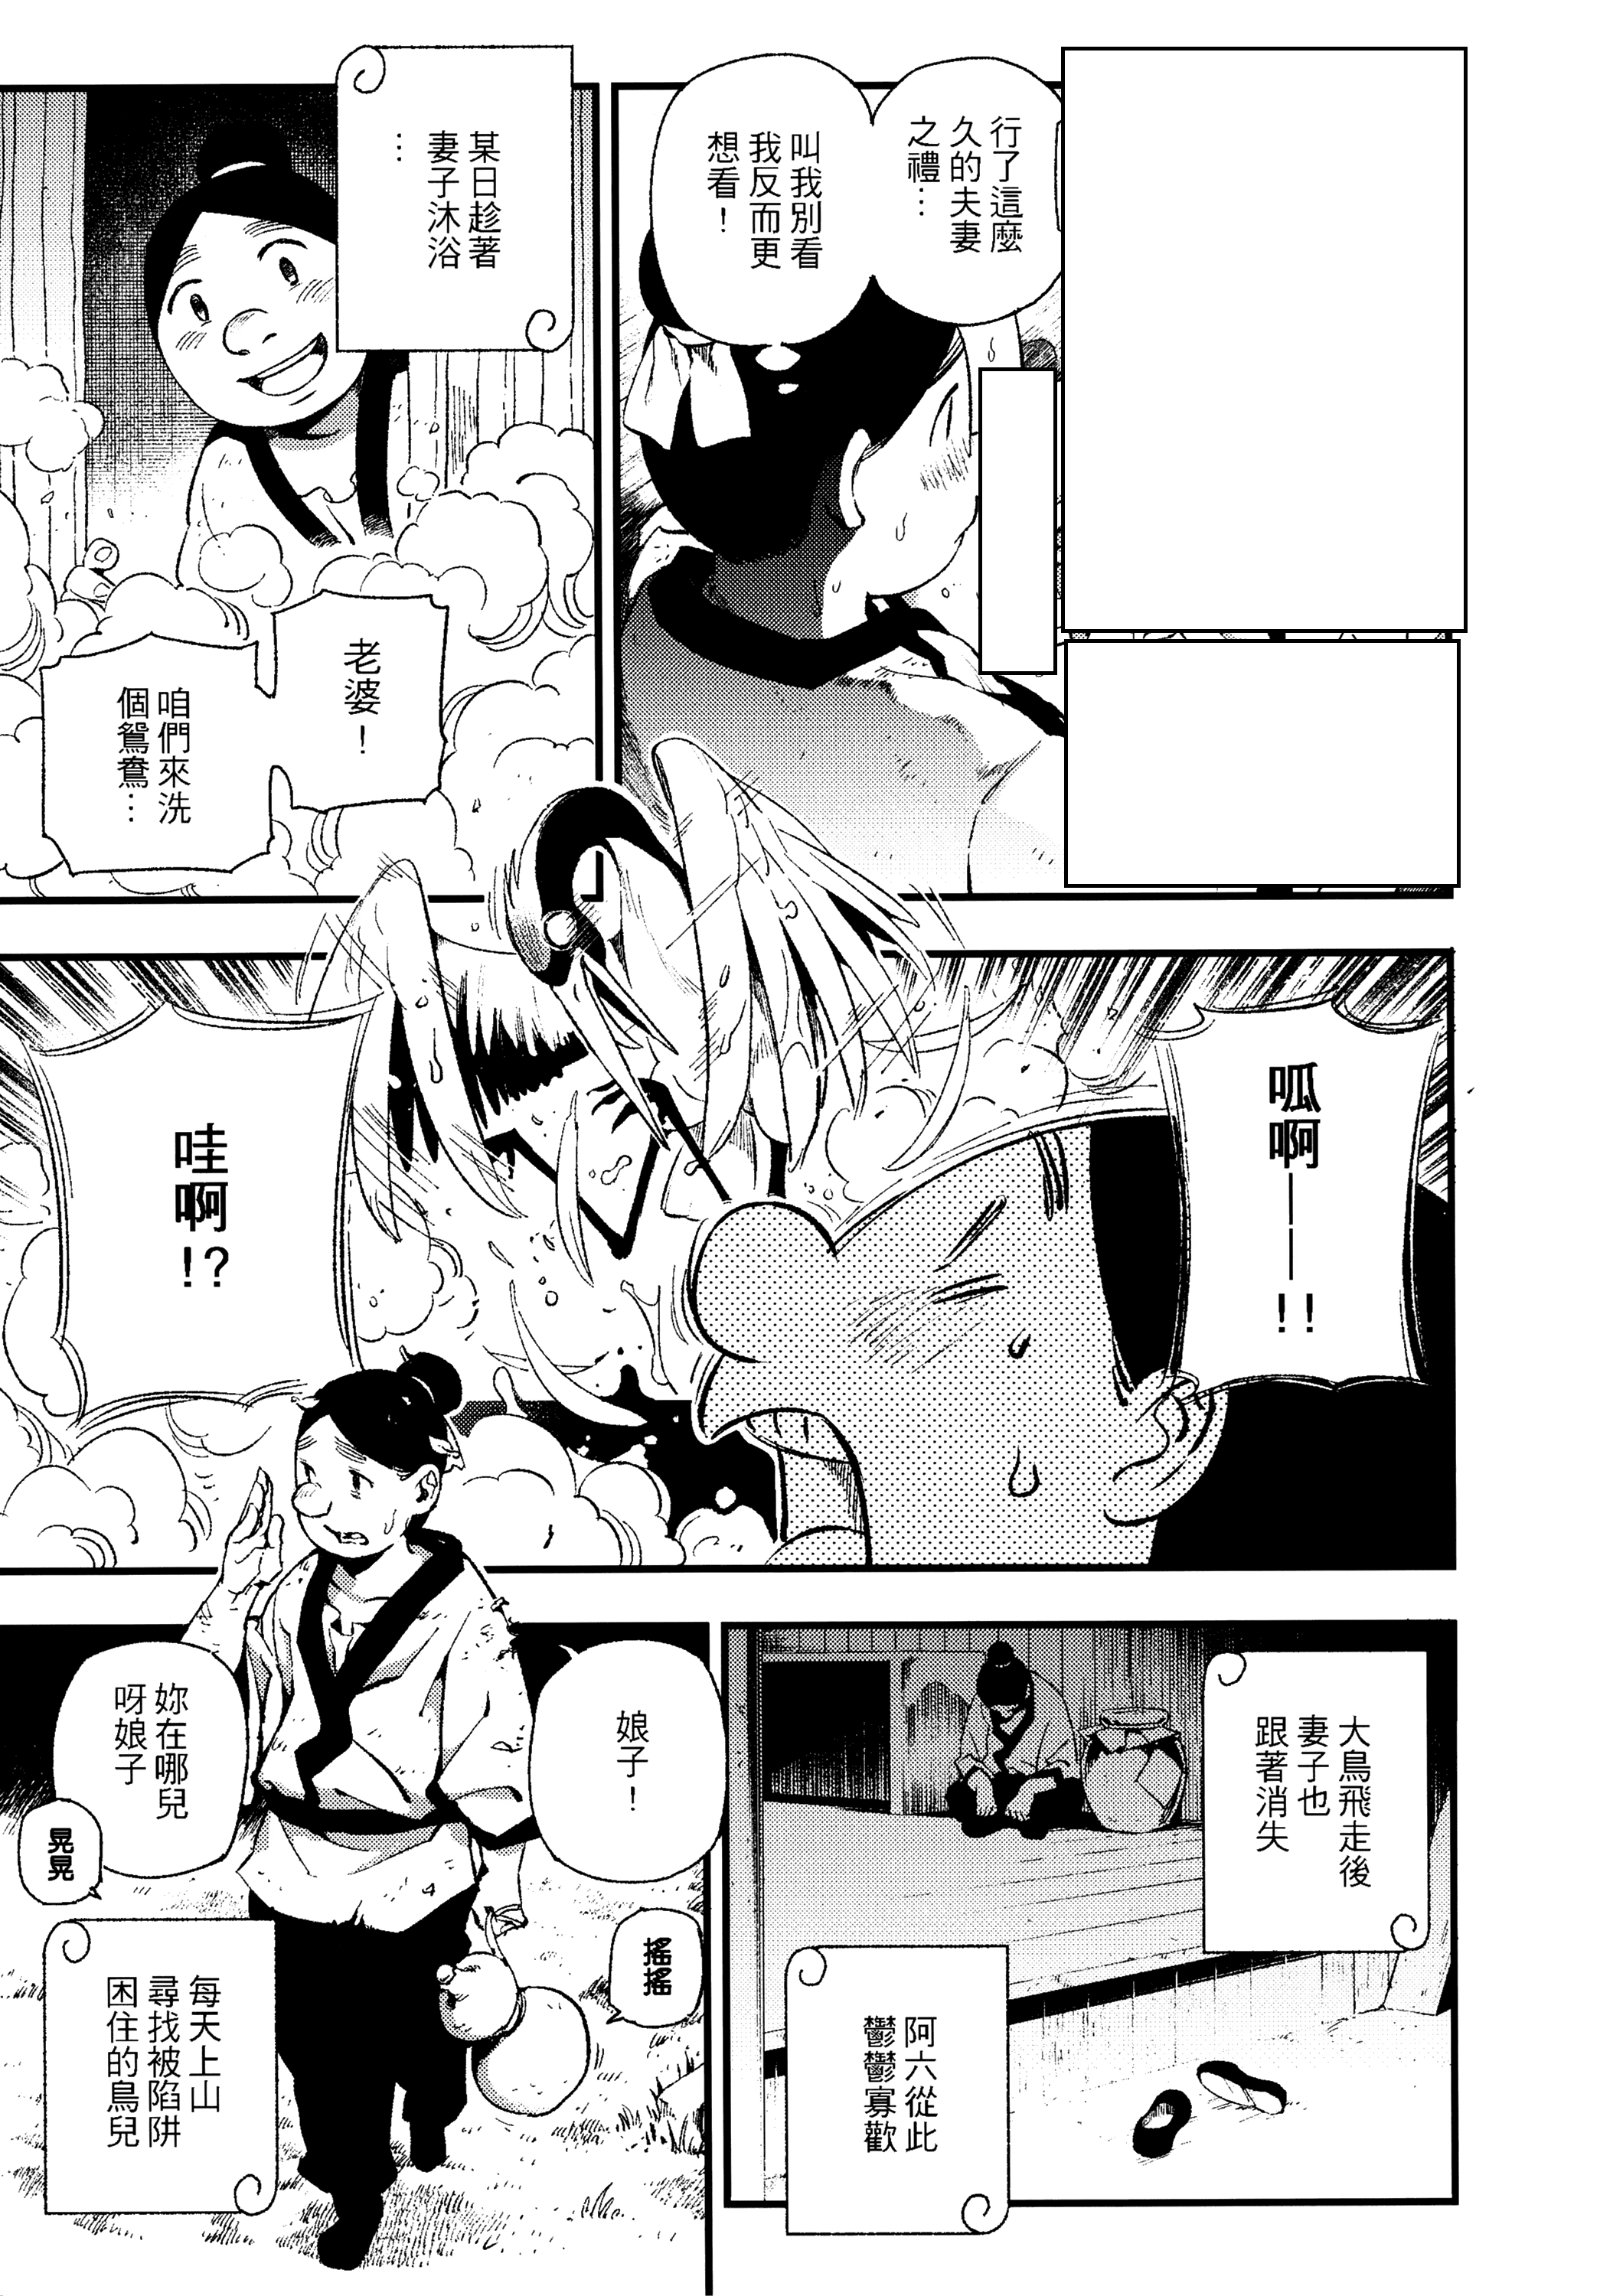 行了這麼
久的夫妻
之禮…
叫我別看
我反而更
想看！
某日趁著
妻子沐浴
…
老婆！
咱們來洗
個鴛鴦…
呱啊——!!
哇啊!?
大鳥飛走後
妻子也
跟著消失
阿六從此
鬱鬱寡歡
娘子！
妳在哪兒
呀娘子
搖搖
晃晃
每天上山
尋找被陷阱
困住的鳥兒